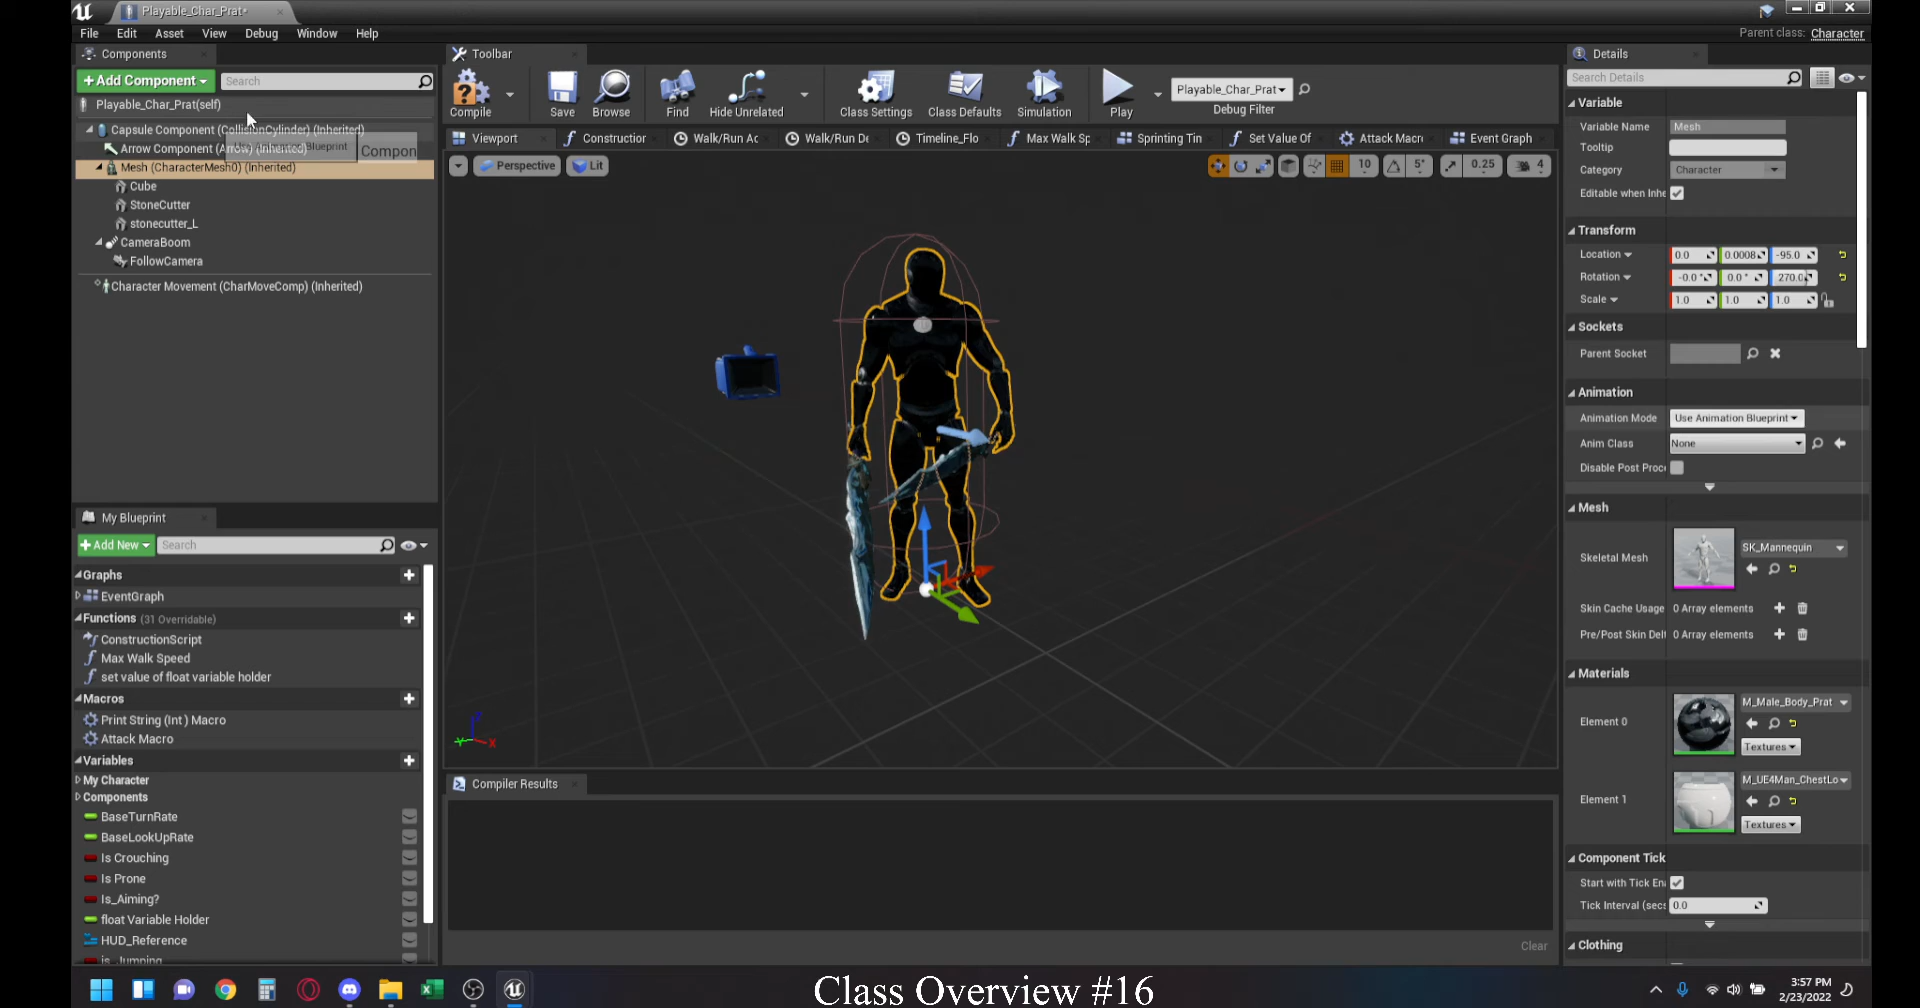 Playable_Char_Prat*
File Edit Asset View Debug Window Help
Parent class: Character
Components
+Add Component
Search
Playable_Char_Prat(self)
Capsule Component (CollisionCylinder) (Inherited)
Arrow Component (Arrow) (Inherited)
Compon
Mesh (CharacterMesh0) (Inherited)
Cube
StoneCutter
stonecutter_L
CameraBoom
FollowCamera
Character Movement (CharMoveComp) (Inherited)
My Blueprint
+Add New
Search
Graphs
EventGraph
Functions (31 Overridable)
ConstructionScript
Max Walk Speed
set value of float variable holder
Macros
Print String (Int ) Macro
Attack Macro
Variables
My Character
Components
BaseTurnRate
BaseLookUpRate
Is Crouching
Is Prone
Is_Aiming?
float Variable Holder
HUD_Reference
is_Jumping
Toolbar
Compile Save Browse Find Hide Unrelated Class Settings Class Defaults Simulation Play
Playable_Char_Prat
Debug Filter
Viewport Construction Walk/Run Ac Walk/Run De Timeline_Flo Max Walk Sp Sprinting Tin Set Value Of Attack Macro Event Graph
Perspective Lit
10 5° 0.25 4
Z
Y X
Compiler Results
Clear
Details
Search Details
Variable
Variable Name Mesh
Tooltip
Category Character
Editable when Inhe
Transform
Location 0.0 0.0008 -95.0
Rotation -0.0 ° 0.0 ° 270.0
Scale 1.0 1.0 1.0
Sockets
Parent Socket
Animation
Animation Mode Use Animation Blueprint
Anim Class None
Disable Post Proc
Mesh
Skeletal Mesh SK_Mannequin
Skin Cache Usage 0 Array elements
Pre/Post Skin Delt 0 Array elements
Materials
Element 0 M_Male_Body_Prat
Textures
Element 1 M_UE4Man_ChestLo
Textures
Component Tick
Start with Tick En
Tick Interval (secs 0.0
Clothing
Class Overview #16
3:57 PM
2/23/2022